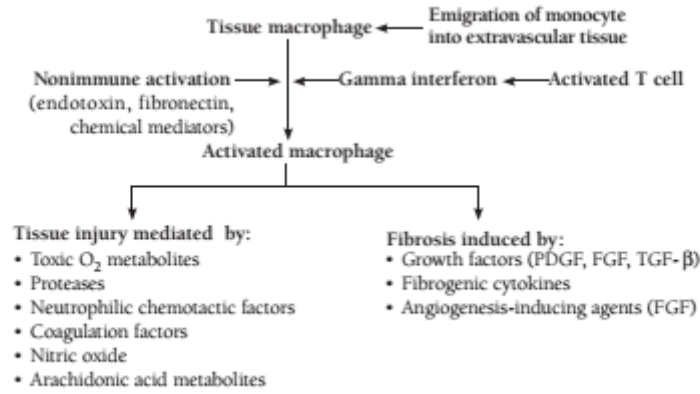 Tissue macrophage
Emigration of monocyte
into extravascular tissue
Nonimmune activation
(endotoxin, fibronectin,
chemical mediators)
Gamma interferon
Activated T cell
Activated macrophage
Tissue injury mediated by:
• Toxic O₂ metabolites
• Proteases
• Neutrophilic chemotactic factors
• Coagulation factors
• Nitric oxide
• Arachidonic acid metabolites
Fibrosis induced by:
• Growth factors (PDGF, FGF, TGF-β)
• Fibrogenic cytokines
• Angiogenesis-inducing agents (FGF)